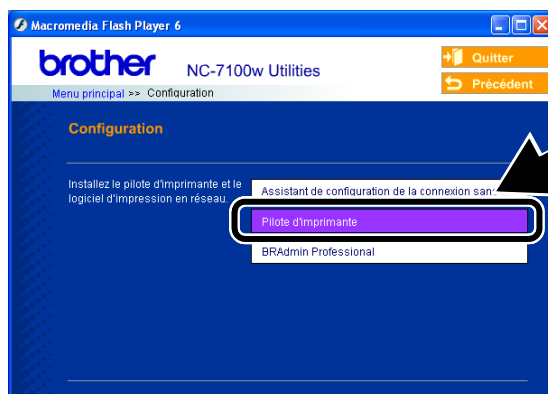 Macromedia Flash Player 6
brother
NC-7100w Utilities
Quitter
Précédent
Menu principal >> Configuration
Configuration
Installez le pilote d'imprimante et le
logiciel d'impression en réseau.
Assistant de configuration de la connexion
Pilote d'imprimante
BRAdmin Professional